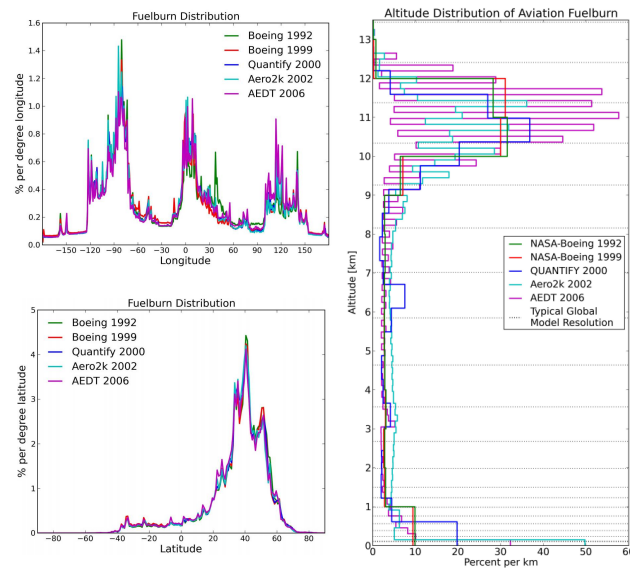 Fuelburn Distribution
1.6
1.4
1.2
1.0
0.8
0.6
0.4
0.2
0.0
% per degree longitude
Boeing 1992
Boeing 1999
Quantify 2000
Aero2k 2002
AEDT 2006
−150 −120 −90 −60 −30 0 30 60 90 120 150
Longitude
Fuelburn Distribution
5
4
3
2
1
0
% per degree latitude
Boeing 1992
Boeing 1999
Quantify 2000
Aero2k 2002
AEDT 2006
−80 −60 −40 −20 0 20 40 60 80
Latitude
Altitude Distribution of Aviation Fuelburn
13
12
11
10
9
8
7
6
5
4
3
2
1
0
Altitude [km]
NASA-Boeing 1992
NASA-Boeing 1999
QUANTIFY 2000
Aero2k 2002
AEDT 2006
Typical Global
Model Resolution
0 10 20 30 40 50 60
Percent per km